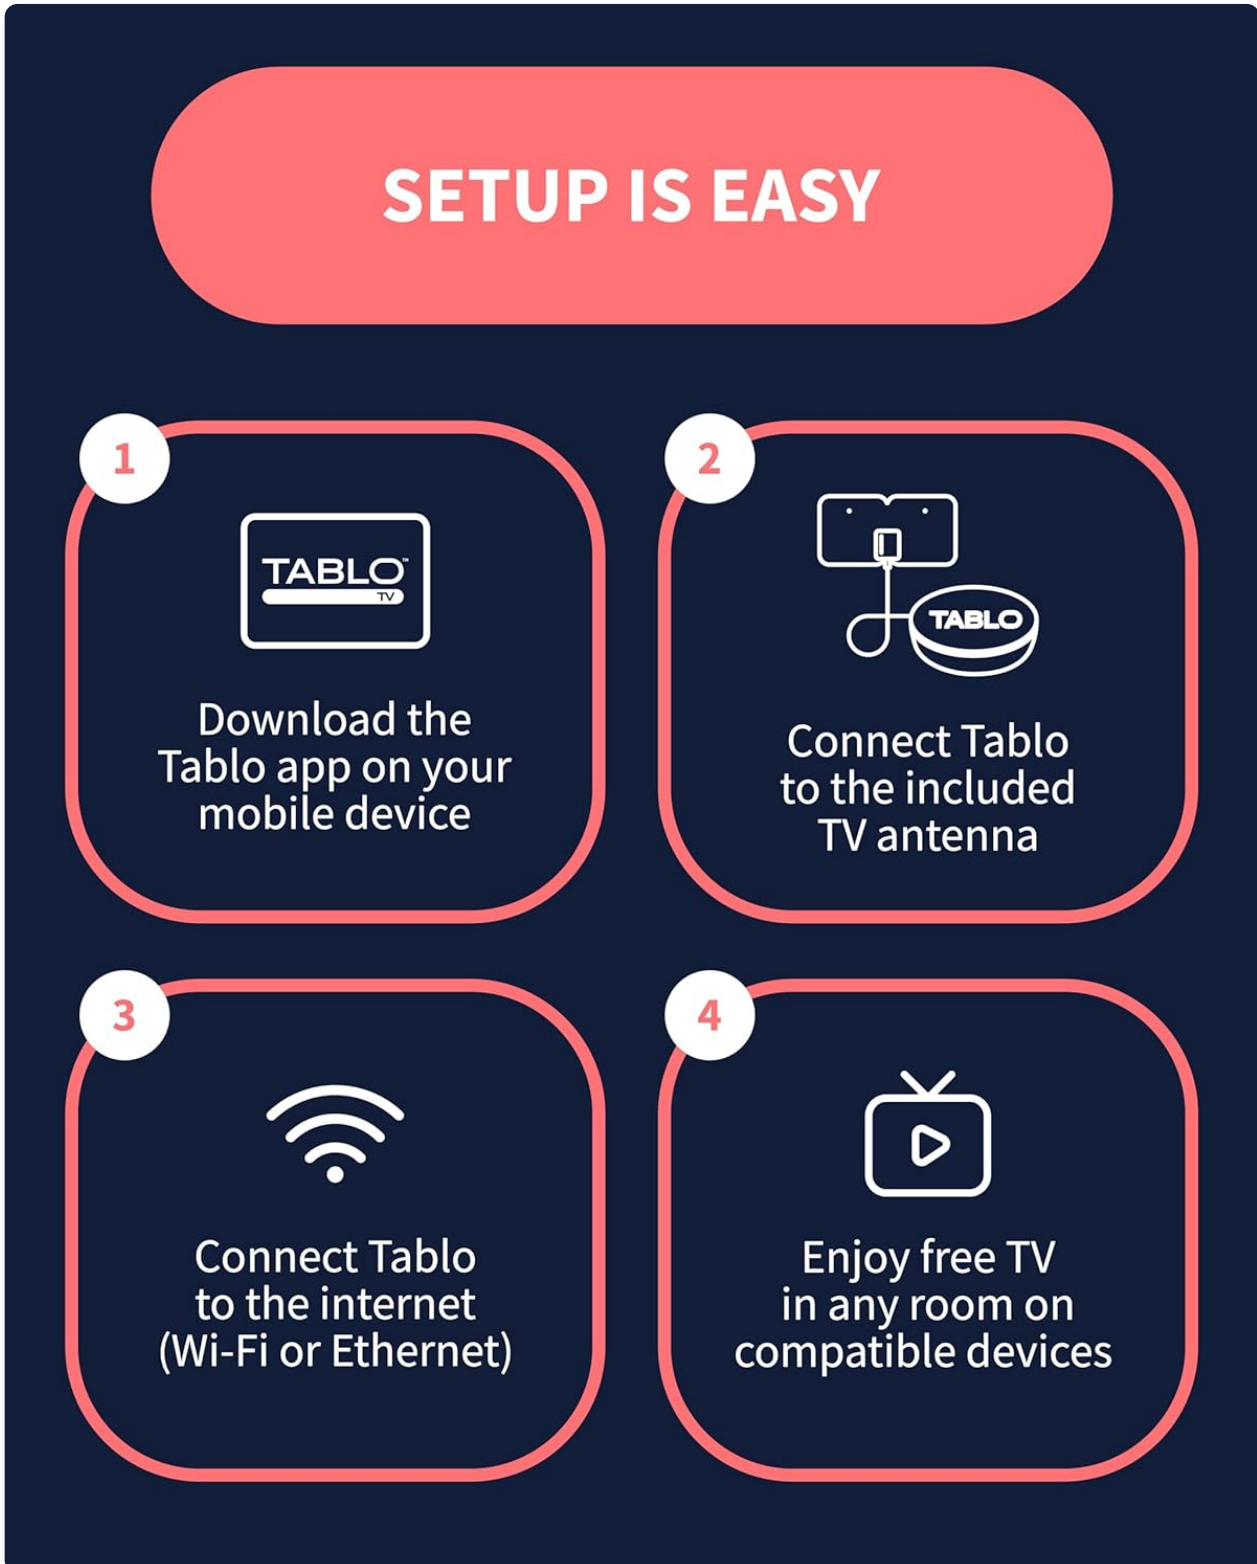 SETUP IS EASY
1
TABLO™
TV
Download the
Tablo app on your
mobile device
2
TABLO
Connect Tablo
to the included
TV antenna
3
Connect Tablo
to the internet
(Wi-Fi or Ethernet)
4
Enjoy free TV
in any room on
compatible devices